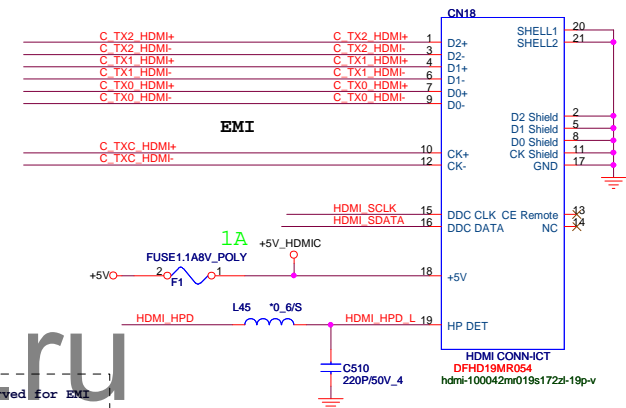 CN18
C_TX2_HDMI+ C_TX2_HDMI+ 1 D2+ SHELL1 20
C_TX2_HDMI- C_TX2_HDMI- 3 D2- SHELL2 21
C_TX1_HDMI+ C_TX1_HDMI+ 4 D1+
C_TX1_HDMI- C_TX1_HDMI- 6 D1-
C_TX0_HDMI+ C_TX0_HDMI+ 7 D0+
C_TX0_HDMI- C_TX0_HDMI- 9 D0-
D2 Shield 2
EMI D1 Shield 5
D0 Shield 8
C_TXC_HDMI+ 10 CK+ CK Shield 11
C_TXC_HDMI- 12 CK- GND 17
HDMI_SCLK 15 DDC CLK CE Remote 13
HDMI_SDATA 16 DDC DATA NC 14
1A +5V_HDMIC
FUSE1.1A8V_POLY
+5V 2 1 18 +5V
F1
L45 *0_6/S
HDMI_HPD HDMI_HPD_L 19 HP DET
HDMI CONN-ICT
C510 DFHD19MR054
220P/50V_4 hdmi-100042mr019s172zl-19p-v
.ru
rved for EMI